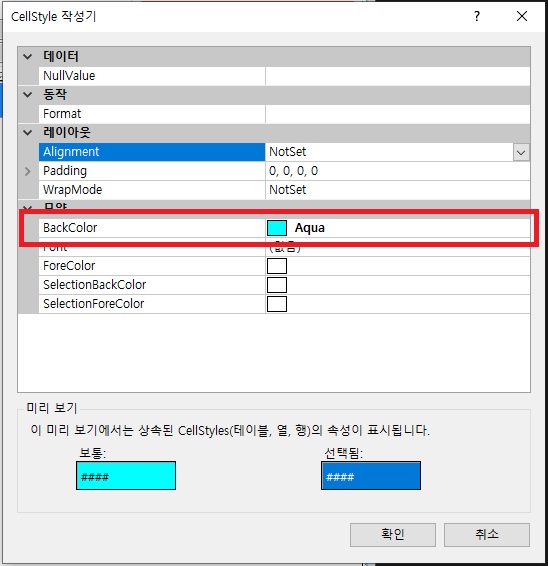 CellStyle 작성기
데이터
NullValue
동작
Format
레이아웃
Alignment NotSet
Padding 0, 0, 0, 0
WrapMode NotSet
모양
BackColor Aqua
Font (없음)
ForeColor
SelectionBackColor
SelectionForeColor
미리 보기
이 미리 보기에서는 상속된 CellStyles(테이블, 열, 행)의 속성이 표시됩니다.
보통: 선택됨:
#### ####
확인 취소